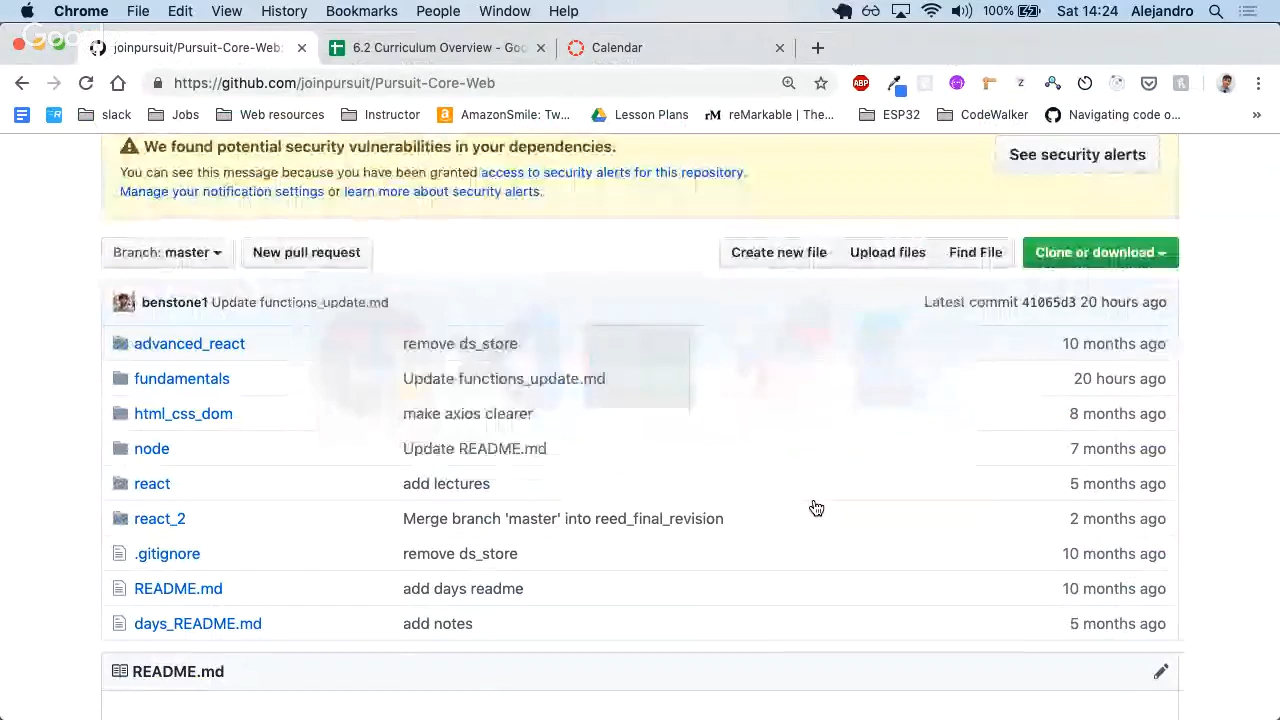 Chrome File Edit View History Bookmarks People Window Help 100% Sat 14:24 Alejandro
joinpursuit/Pursuit-Core-Web: 6.2 Curriculum Overview - Goo Calendar
https://github.com/joinpursuit/Pursuit-Core-Web ABP
slack Jobs Web resources Instructor AmazonSmile: Tw... Lesson Plans rM reMarkable | The... ESP32 CodeWalker Navigating code o... »
We found potential security vulnerabilities in your dependencies.
See security alerts
You can see this message because you have been granted access to security alerts for this repository.
Manage your notification settings or learn more about security alerts.
Branch: master New pull request Create new file Upload files Find File Clone or download
benstone1 Update functions_update.md Latest commit 41065d3 20 hours ago
advanced_react remove ds_store 10 months ago
fundamentals Update functions_update.md 20 hours ago
html_css_dom make axios clearer 8 months ago
node Update README.md 7 months ago
react add lectures 5 months ago
react_2 Merge branch 'master' into reed_final_revision 2 months ago
.gitignore remove ds_store 10 months ago
README.md add days readme 10 months ago
days_README.md add notes 5 months ago
README.md